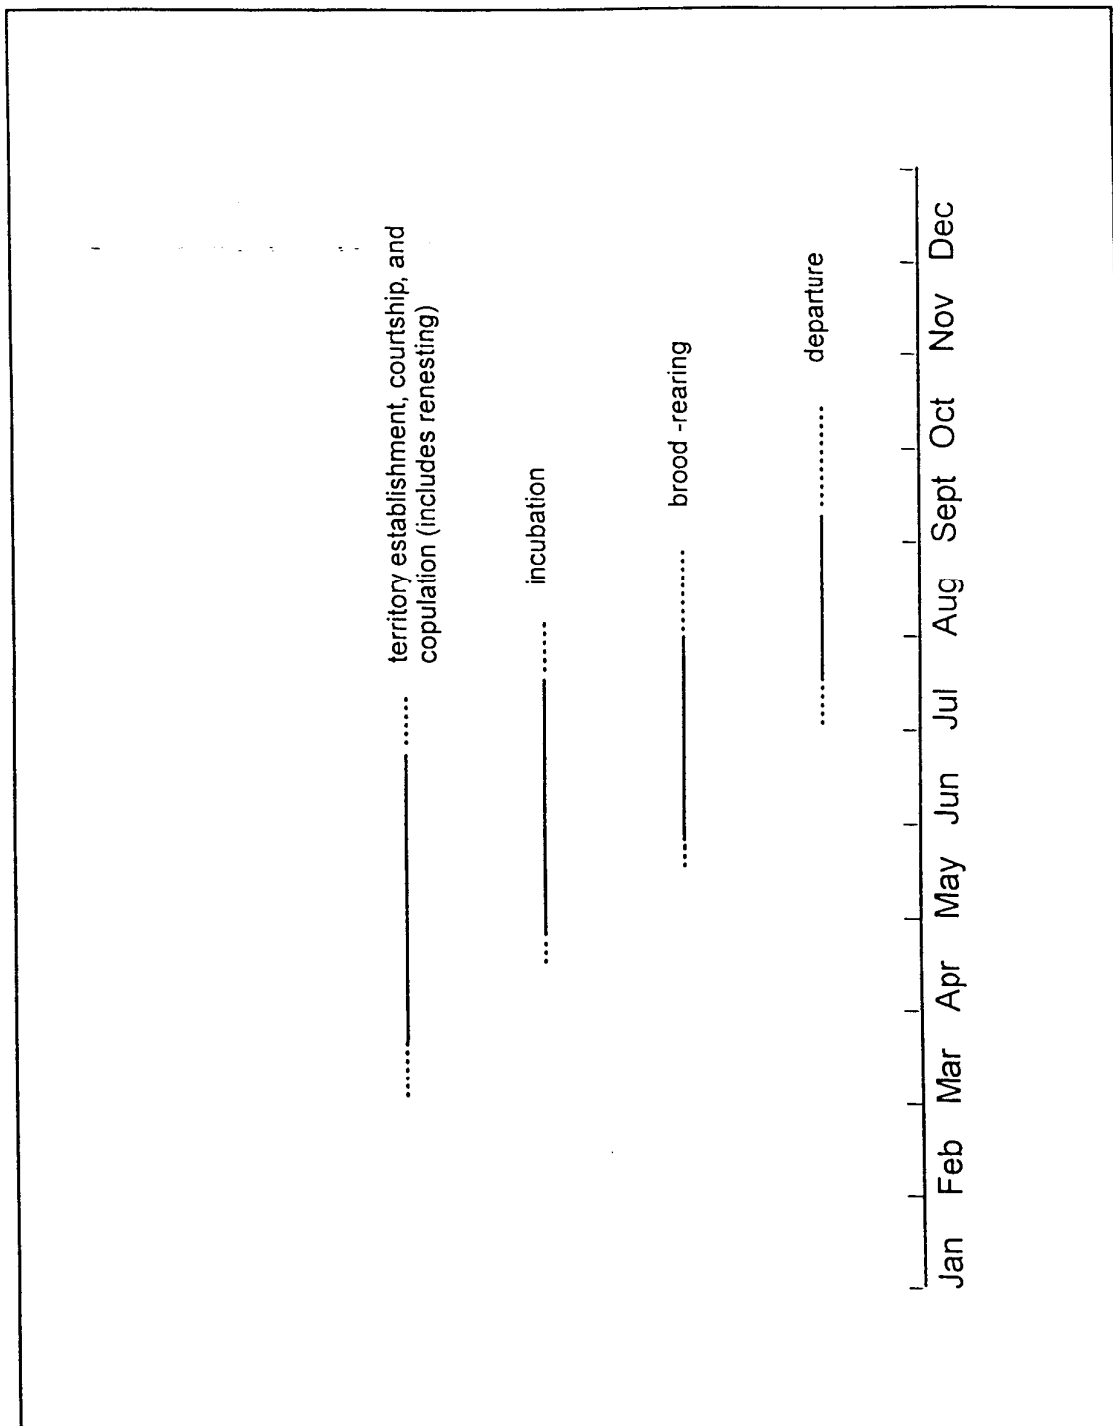 territory establishment, courtship, and
copulation (includes renesting)
incubation
brood -rearing
departure
Jan Feb Mar Apr May Jun Jul Aug Sept Oct Nov Dec